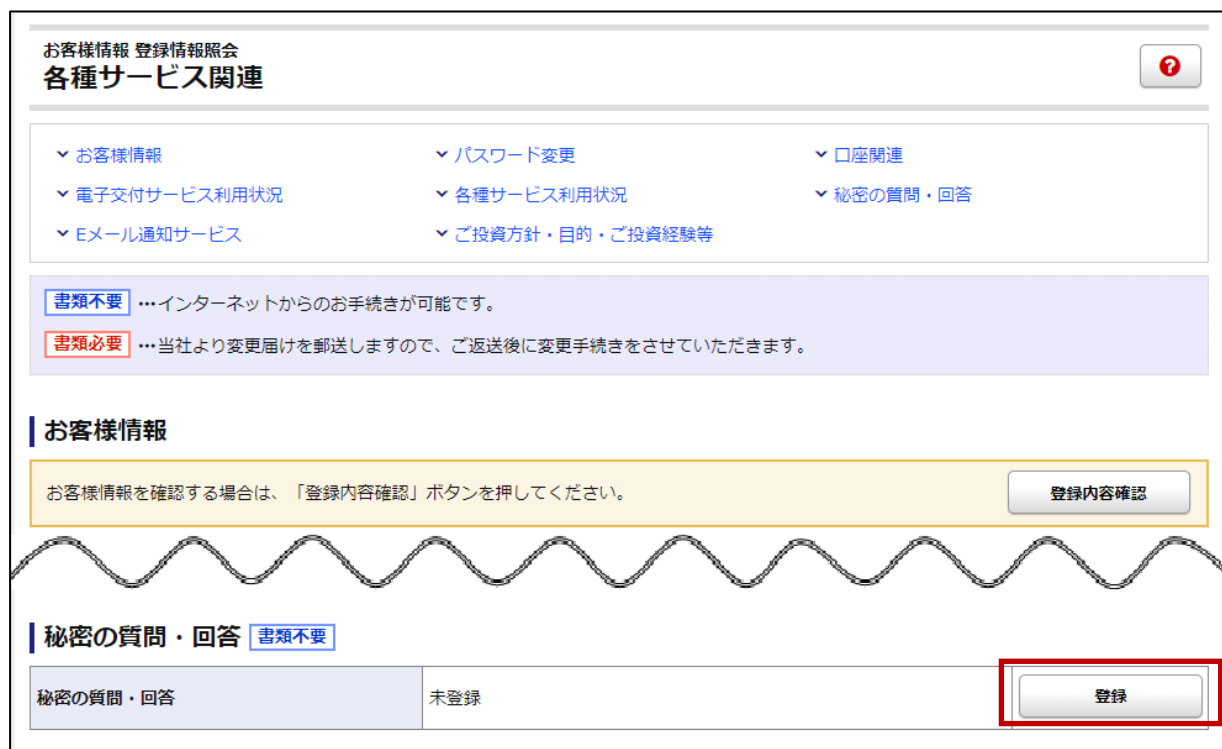 お客様情報 登録情報照会
各種サービス関連
?
お客様情報
パスワード変更
口座関連
電子交付サービス利用状況
各種サービス利用状況
秘密の質問・回答
Eメール通知サービス
ご投資方針・目的・ご投資経験等
書類不要 …インターネットからのお手続きが可能です。
書類必要 …当社より変更届けを郵送しますので、ご返送後に変更手続きをさせていただきます。
お客様情報
お客様情報を確認する場合は、「登録内容確認」ボタンを押してください。
登録内容確認
秘密の質問・回答 書類不要
秘密の質問・回答
未登録
登録